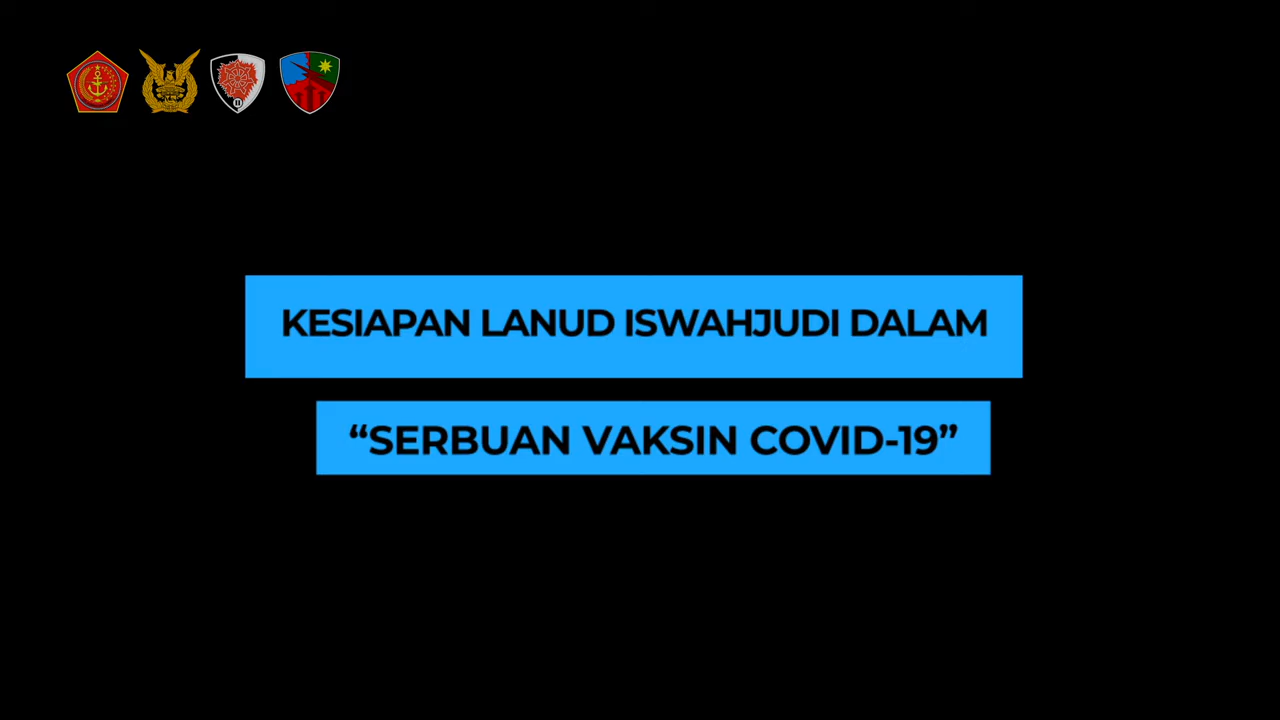 KESIAPAN LANUD ISWAHJUDI DALAM
“SERBUAN VAKSIN COVID-19”